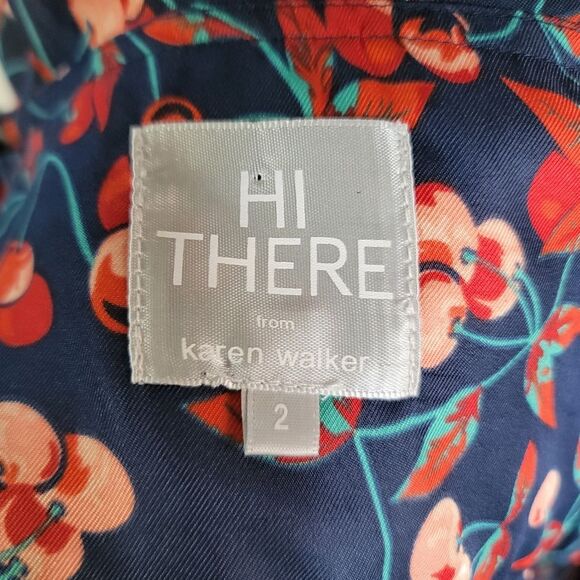 HI
THERE
from
karen walker
2